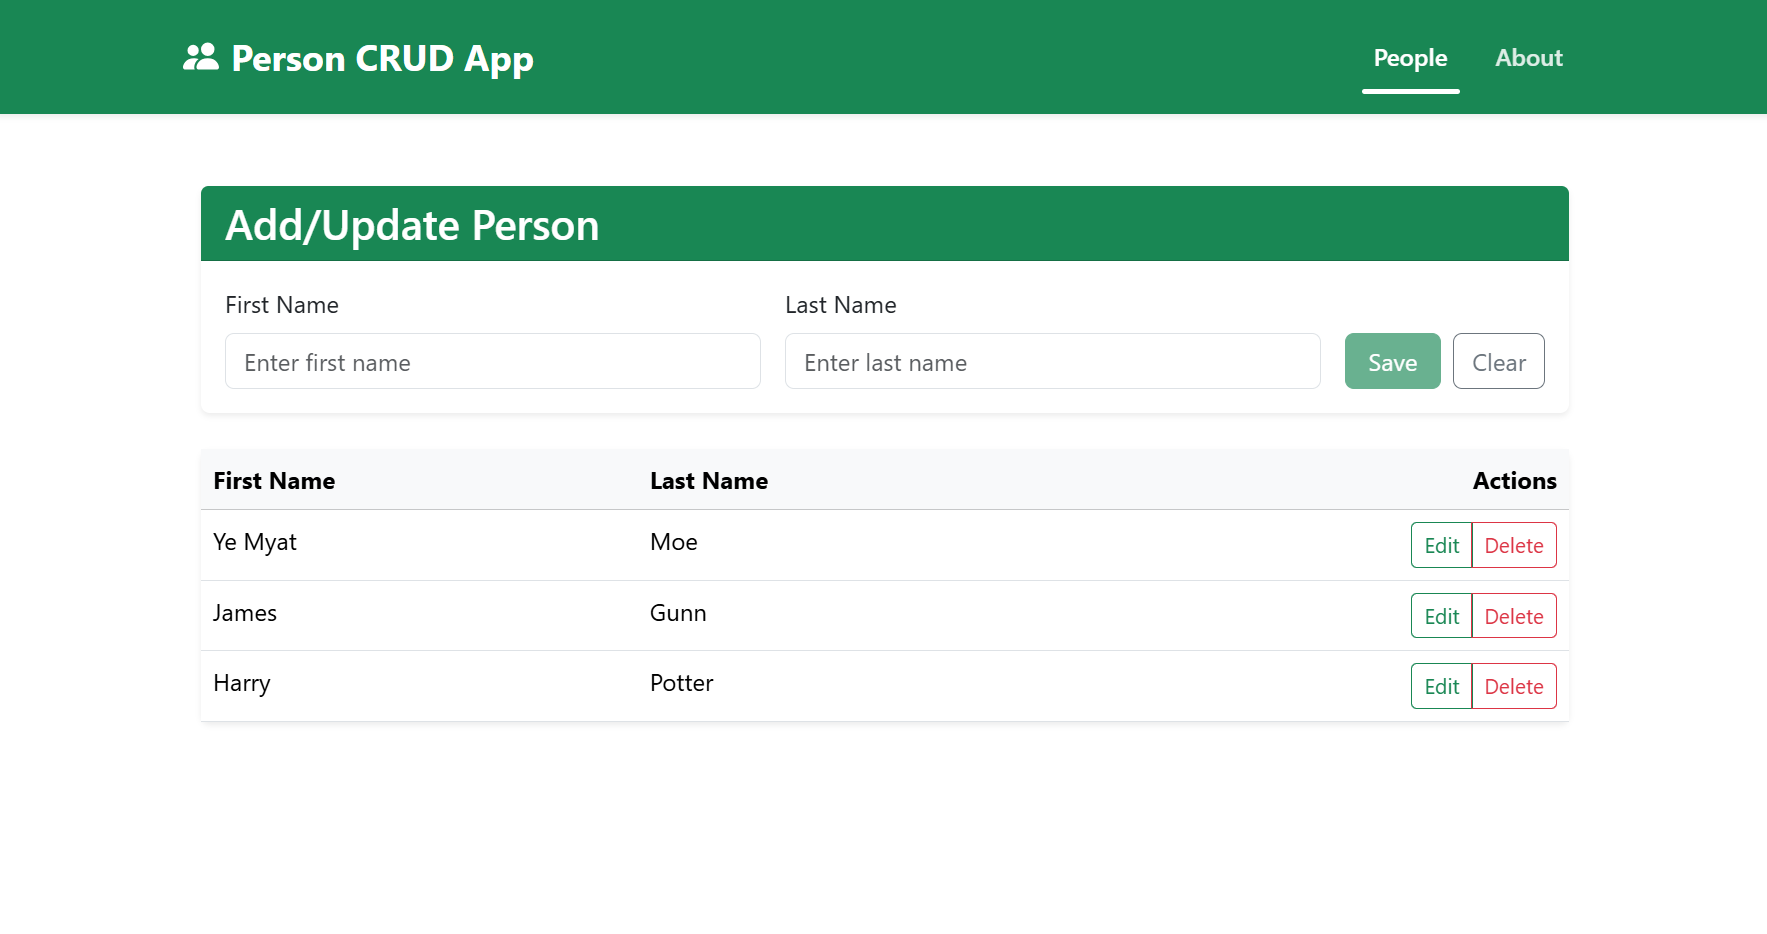 Person CRUD App People About
Add/Update Person
First Name Last Name
Enter first name Enter last name Save Clear
First Name Last Name Actions
Ye Myat Moe Edit Delete
James Gunn Edit Delete
Harry Potter Edit Delete